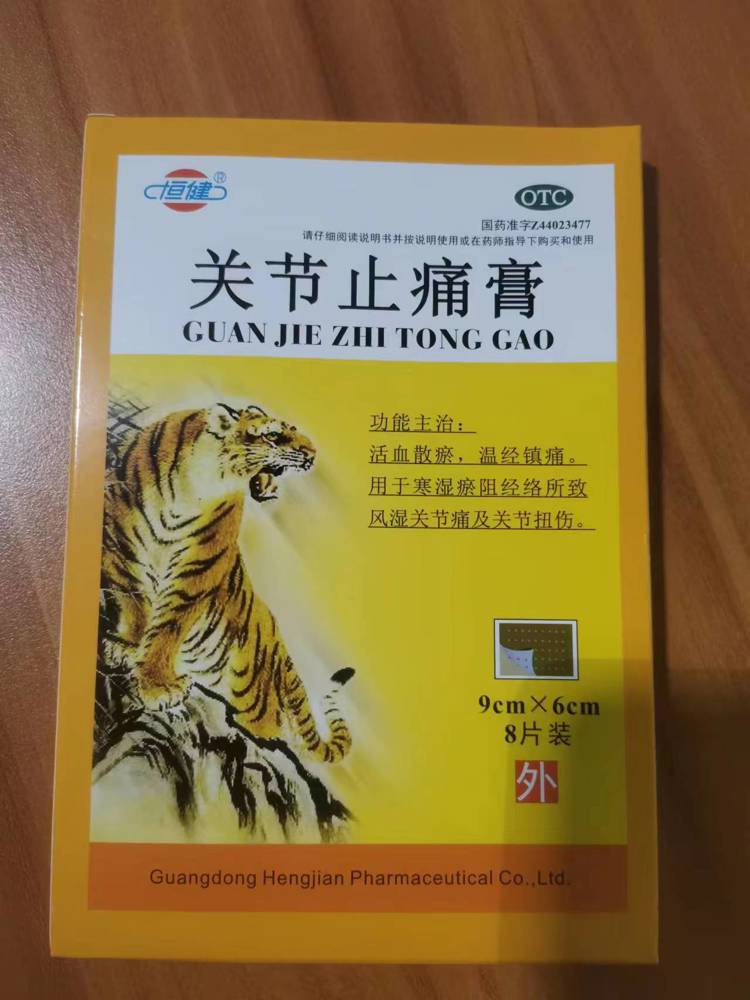 恒健®
OTC
国药准字Z44023477
请仔细阅读说明书并按说明使用或在药师指导下购买和使用
关节止痛膏
GUAN JIE ZHI TONG GAO
功能主治:
活血散瘀,温经镇痛。
用于寒湿瘀阻经络所致
风湿关节痛及关节扭伤。
9cm×6cm
8片装
外
Guangdong Hengjian Pharmaceutical Co.,Ltd.